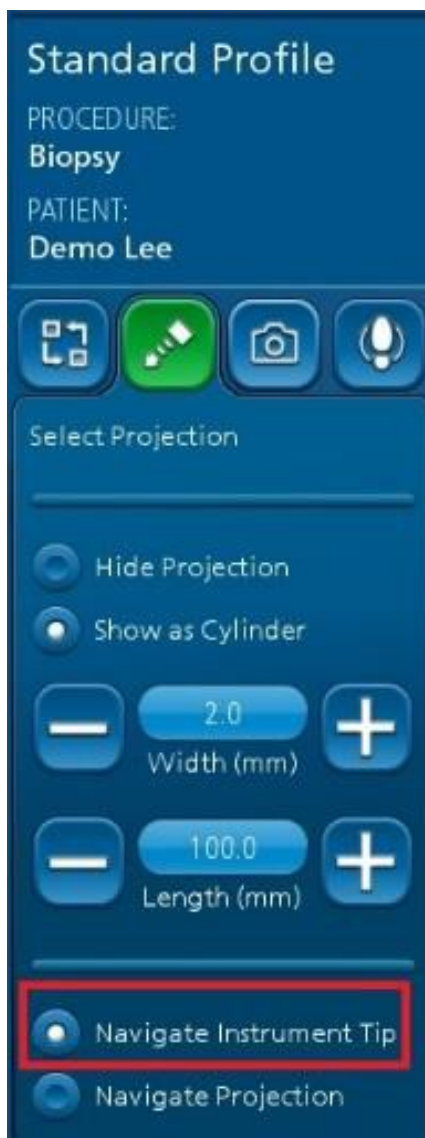 Standard Profile
PROCEDURE:
Biopsy
PATIENT:
Demo Lee
Select Projection
Hide Projection
Show as Cylinder
2.0
Width (mm)
100.0
Length (mm)
Navigate Instrument Tip
Navigate Projection